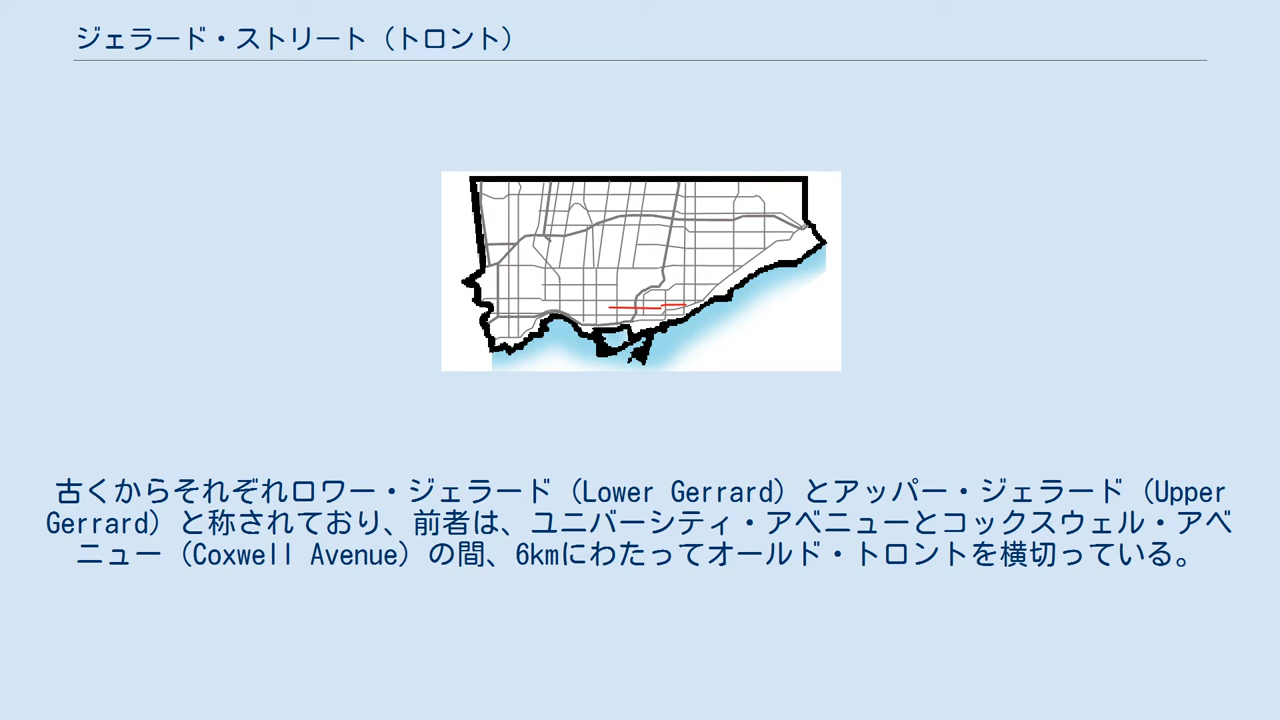 ジェラード・ストリート（トロント）
古くからそれぞれロワー・ジェラード（Lower Gerrard）とアッパー・ジェラード（Upper
Gerrard）と称されており、前者は、ユニバーシティ・アベニューとコックスウェル・アベ
ニュー（Coxwell Avenue）の間、6kmにわたってオールド・トロントを横切っている。